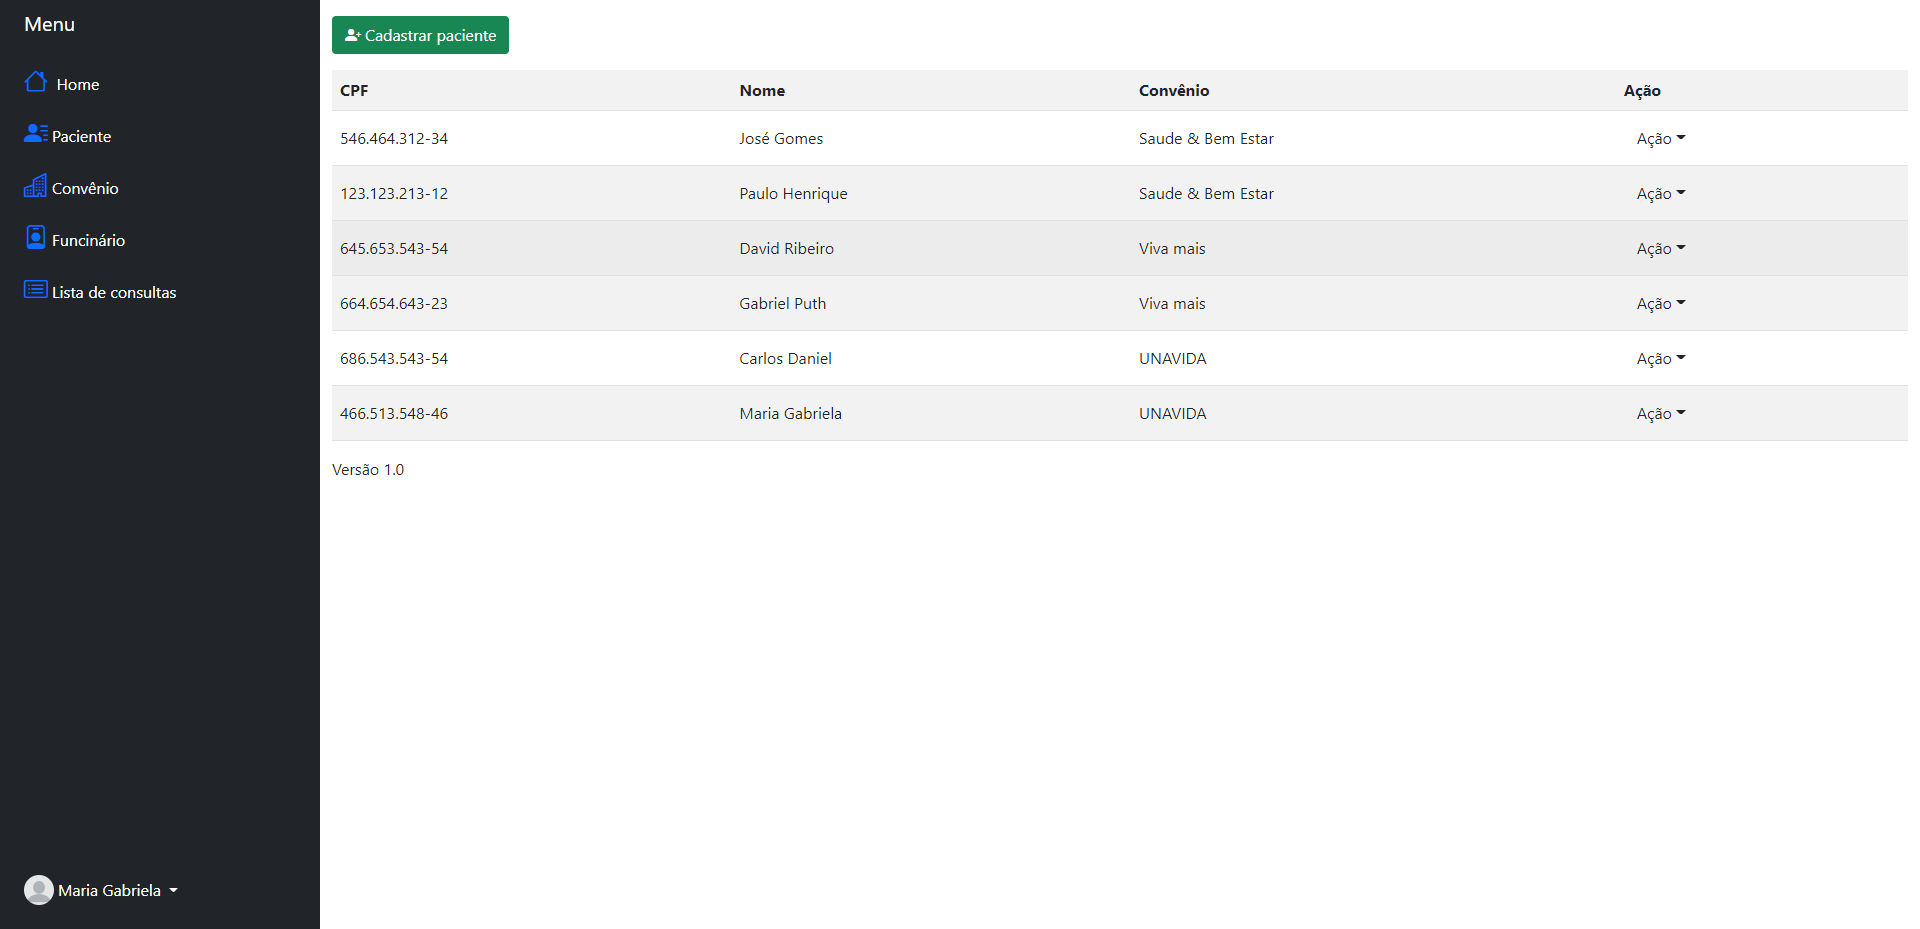 Menu
Home
Paciente
Convênio
Funcinário
Lista de consultas
Maria Gabriela
Cadastrar paciente
CPF Nome Convênio Ação
546.464.312-34 José Gomes Saude & Bem Estar Ação
123.123.213-12 Paulo Henrique Saude & Bem Estar Ação
645.653.543-54 David Ribeiro Viva mais Ação
664.654.643-23 Gabriel Puth Viva mais Ação
686.543.543-54 Carlos Daniel UNAVIDA Ação
466.513.548-46 Maria Gabriela UNAVIDA Ação
Versão 1.0